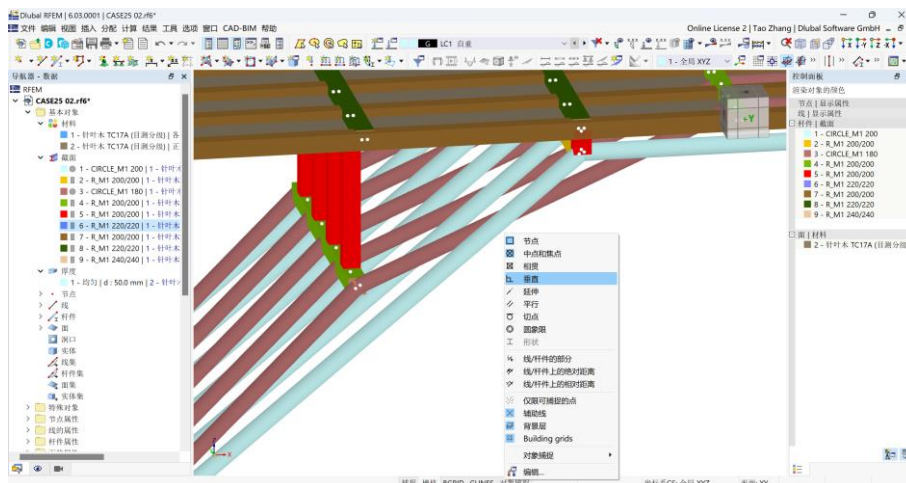 Dlubal RFEM | 6.03.0001 | CASE25 02.rf6*
文件 编辑 视图 插入 分配 计算 结果 工具 选项 窗口 CAD-BIM 帮助
Online License 2 | Tao Zhang | Dlubal Software GmbH
G LC1 自重
1 - 全局 XYZ
导航器 - 数据
RFEM
CASE25 02.rf6*
基本对象
材料
1 - 针叶木 TC17A (目测分级) | 各
2 - 针叶木 TC17A (目测分级) | 正
截面
1 - CIRCLE_M1 200 | 1 - 针叶木
2 - R_M1 200/200 | 1 - 针叶木
3 - CIRCLE_M1 180 | 1 - 针叶木
4 - R_M1 200/200 | 1 - 针叶木
5 - R_M1 200/200 | 1 - 针叶木
6 - R_M1 220/220 | 1 - 针叶木
7 - R_M1 200/200 | 1 - 针叶木
8 - R_M1 220/220 | 1 - 针叶木
9 - R_M1 240/240 | 1 - 针叶木
厚度
1 - 均匀 | d : 50.0 mm | 2 - 针叶
节点
线
杆件
面
洞口
实体
线集
杆件集
面集
实体集
特殊对象
节点属性
线的属性
杆件属性
+Y
X
节点
中点和焦点
相贯
垂直
延伸
平行
切点
圆象限
形状
线/杆件的部分
线/杆件上的绝对距离
线/杆件上的相对距离
仅限可捕捉的点
辅助线
背景层
Building grids
对象捕捉
编辑...
控制面板
渲染对象的颜色
节点 | 显示属性
线 | 显示属性
杆件 | 截面
1 - CIRCLE_M1 200
2 - R_M1 200/200
3 - CIRCLE_M1 180
4 - R_M1 200/200
5 - R_M1 200/200
6 - R_M1 220/220
7 - R_M1 200/200
8 - R_M1 220/220
9 - R_M1 240/240
面 | 材料
2 - 针叶木 TC17A (目测分级